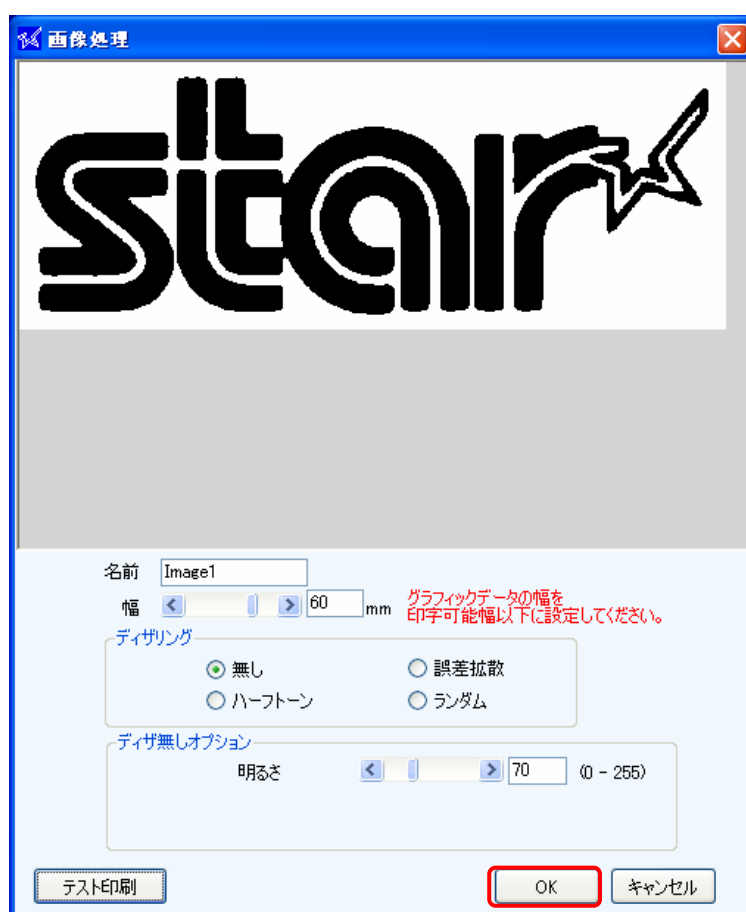 画像処理
star
名前 Image1
幅 60 mm グラフィックデータの幅を
印字可能幅以下に設定してください。
ディザリング
無し 誤差拡散
ハーフトーン ランダム
ディザ無しオプション
明るさ 70 (0 - 255)
テスト印刷 OK キャンセル